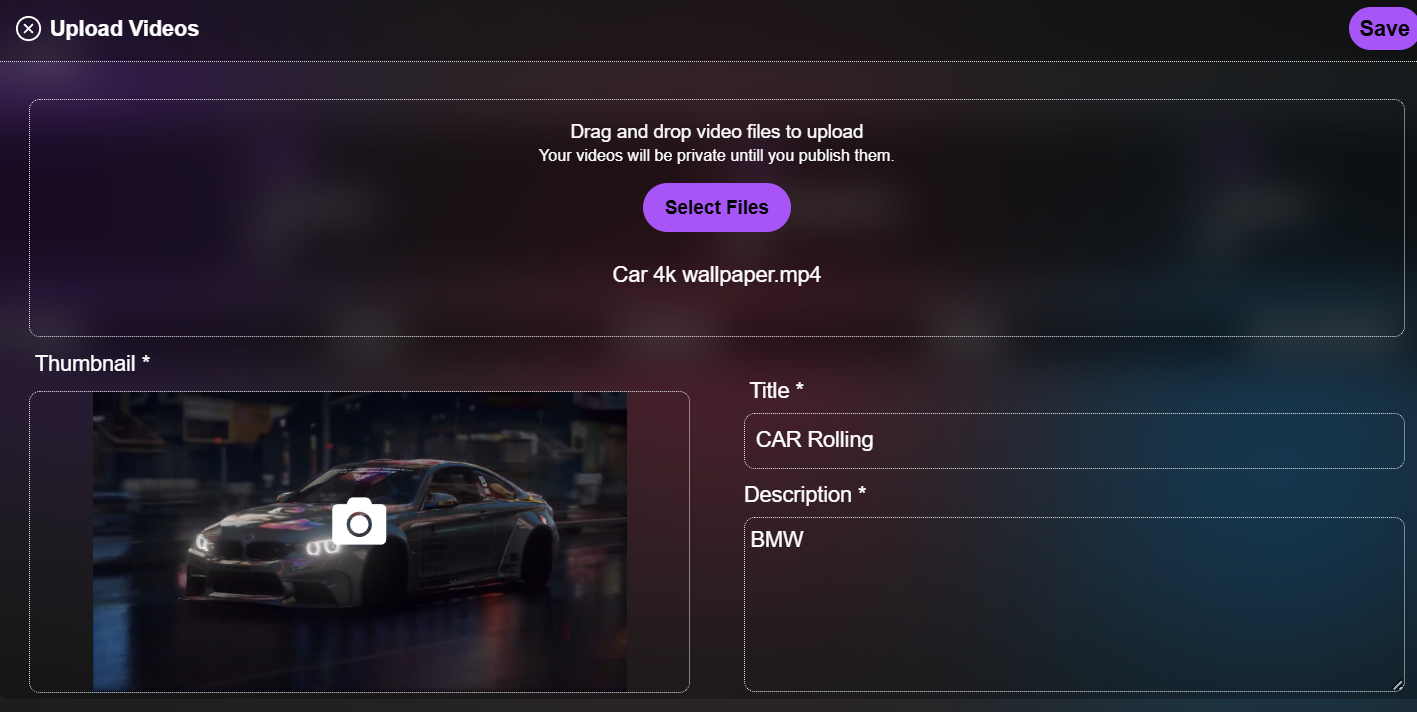 Upload Videos
Save
Drag and drop video files to upload
Your videos will be private untill you publish them.
Select Files
Car 4k wallpaper.mp4
Thumbnail *
Title *
CAR Rolling
Description *
BMW